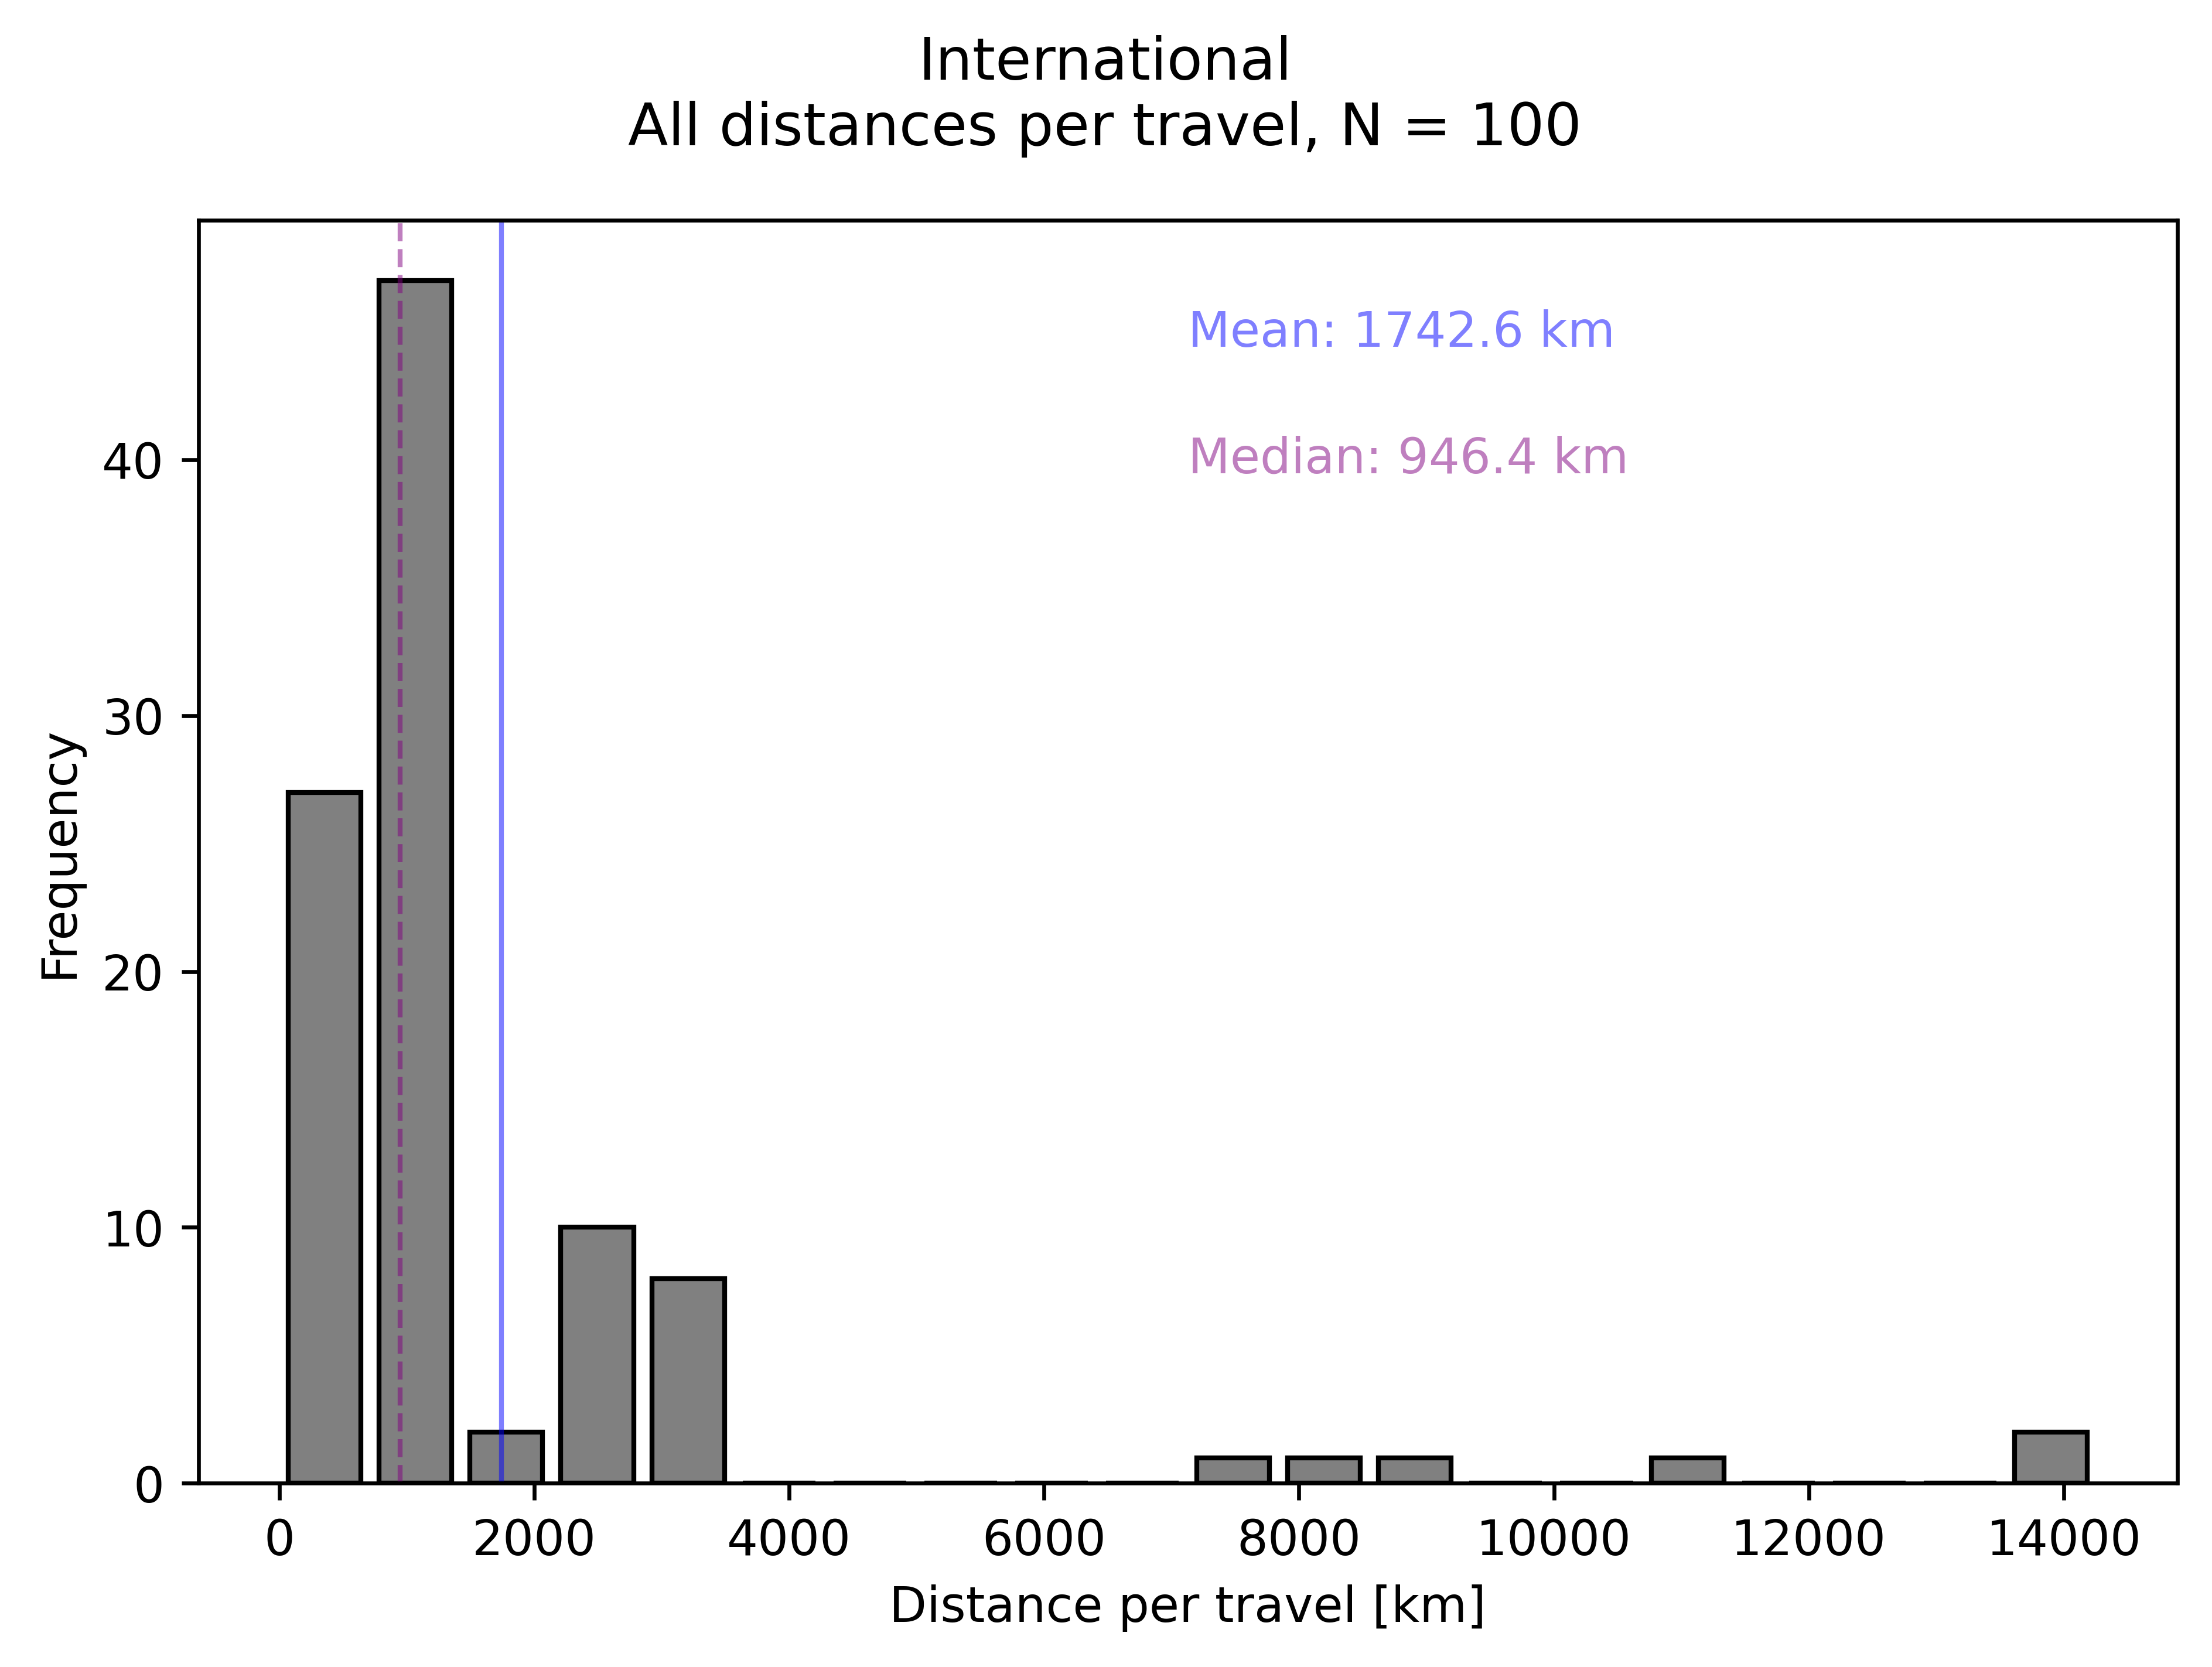 International
All distances per travel, N = 100
Mean: 1742.6 km
Median: 946.4 km
Frequency
40
30
20
10
0
0 2000 4000 6000 8000 10000 12000 14000
Distance per travel [km]